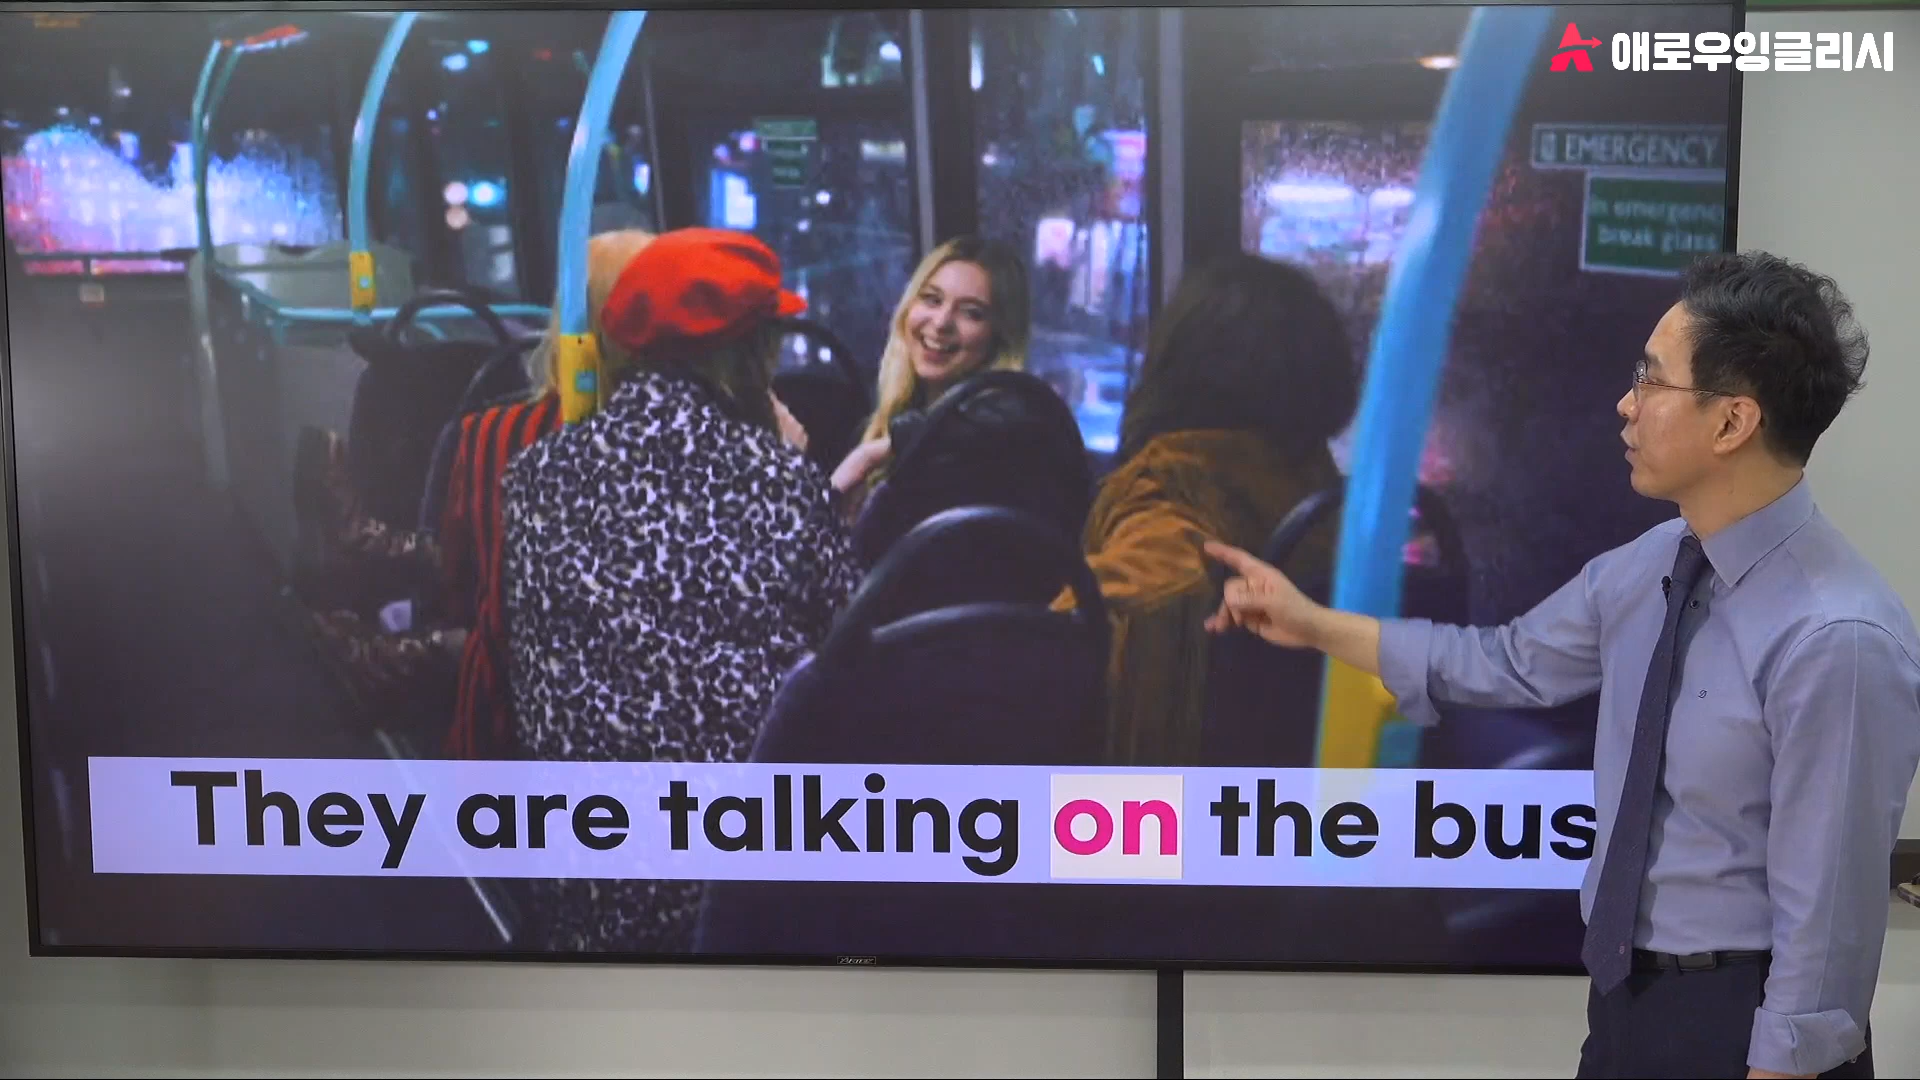 애로우잉글리시
EMERGENCY
in emergency
break glass
They are talking on the bus